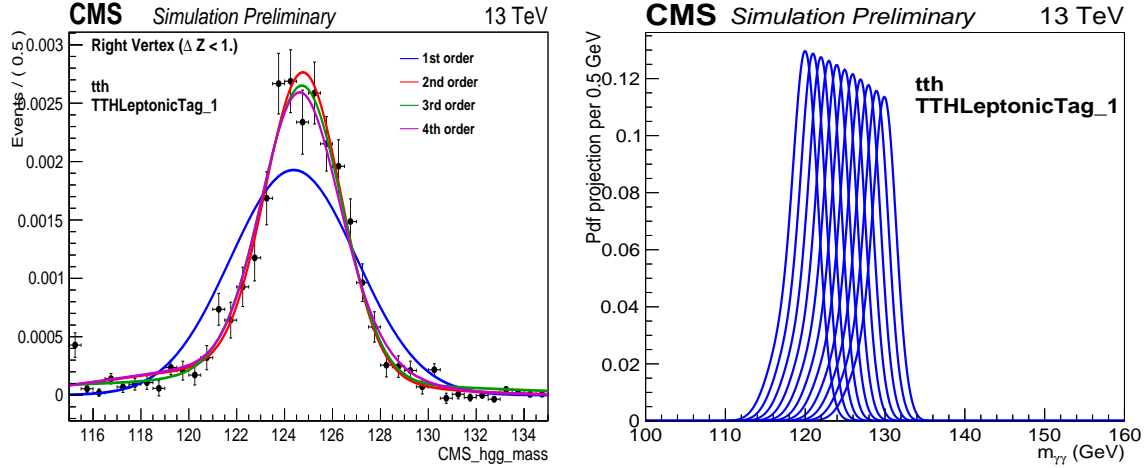 CMS Simulation Preliminary 13 TeV
Events / ( 0.5 )
0.003
0.0025
0.002
0.0015
0.001
0.0005
0
Right Vertex (Δ Z < 1.)
tth
TTHLeptonicTag_1
1st order
2nd order
3rd order
4th order
116 118 120 122 124 126 128 130 132 134
CMS_hgg_mass
CMS Simulation Preliminary 13 TeV
Pdf projection per 0.5 GeV
0.12
0.1
0.08
0.06
0.04
0.02
0
tth
TTHLeptonicTag_1
100 110 120 130 140 150 160
m_γγ (GeV)